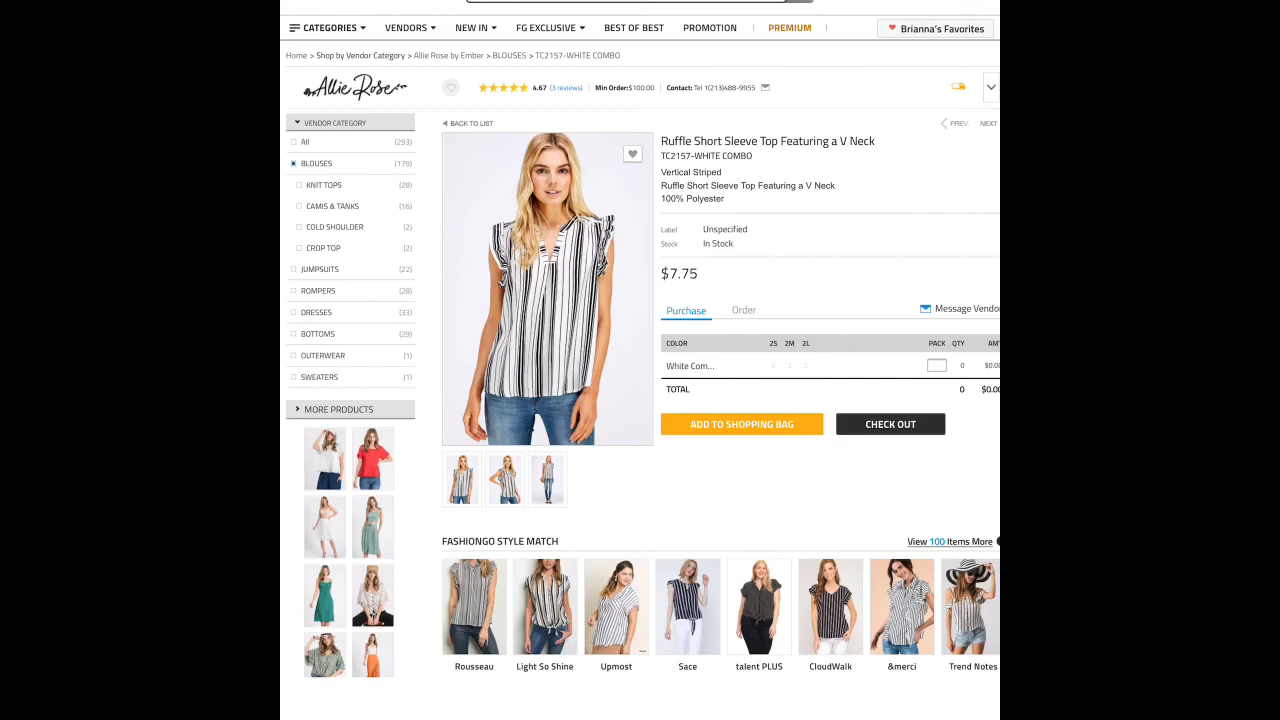 CATEGORIES VENDORS NEW IN FG EXCLUSIVE BEST OF BEST PROMOTION PREMIUM Brianna's Favorites
Home > Shop by Vendor Category > Allie Rose by Ember > BLOUSES > TC2157-WHITE COMBO
Allie Rose 4.67 (3 reviews) Min Order:$100.00 Contact: Tel 1(213)488-9955
VENDOR CATEGORY
All (293)
BLOUSES (179)
KNIT TOPS (28)
CAMIS & TANKS (16)
COLD SHOULDER (2)
CROP TOP (2)
JUMPSUITS (22)
ROMPERS (28)
DRESSES (33)
BOTTOMS (29)
OUTERWEAR (1)
SWEATERS (1)
MORE PRODUCTS
BACK TO LIST PREV. NEXT
Ruffle Short Sleeve Top Featuring a V Neck
TC2157-WHITE COMBO
Vertical Striped
Ruffle Short Sleeve Top Featuring a V Neck
100% Polyester
Label Unspecified
Stock In Stock
$7.75
Purchase Order Message Vendo
COLOR 2S 2M 2L PACK QTY AMT
White Com... 2 2 2 0 $0.00
TOTAL 0 $0.00
ADD TO SHOPPING BAG CHECK OUT
FASHIONGO STYLE MATCH View 100 Items More
Rousseau Light So Shine Upmost Sace talent PLUS CloudWalk &merci Trend Notes